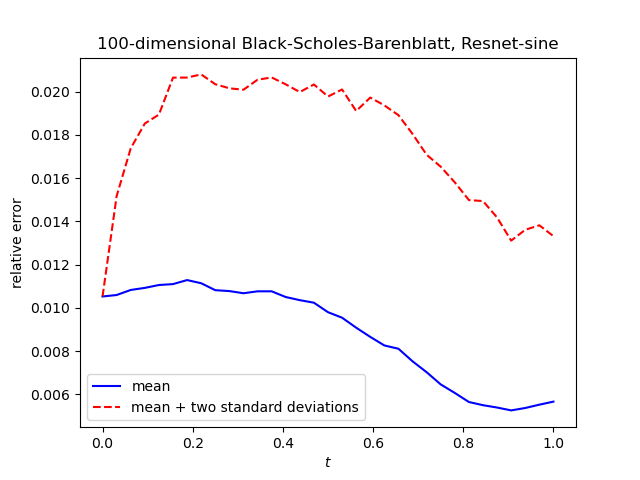 100-dimensional Black-Scholes-Barenblatt, Resnet-sine
relative error
0.020
0.018
0.016
0.014
0.012
0.010
0.008
0.006
mean
mean + two standard deviations
0.0 0.2 0.4 0.6 0.8 1.0
t